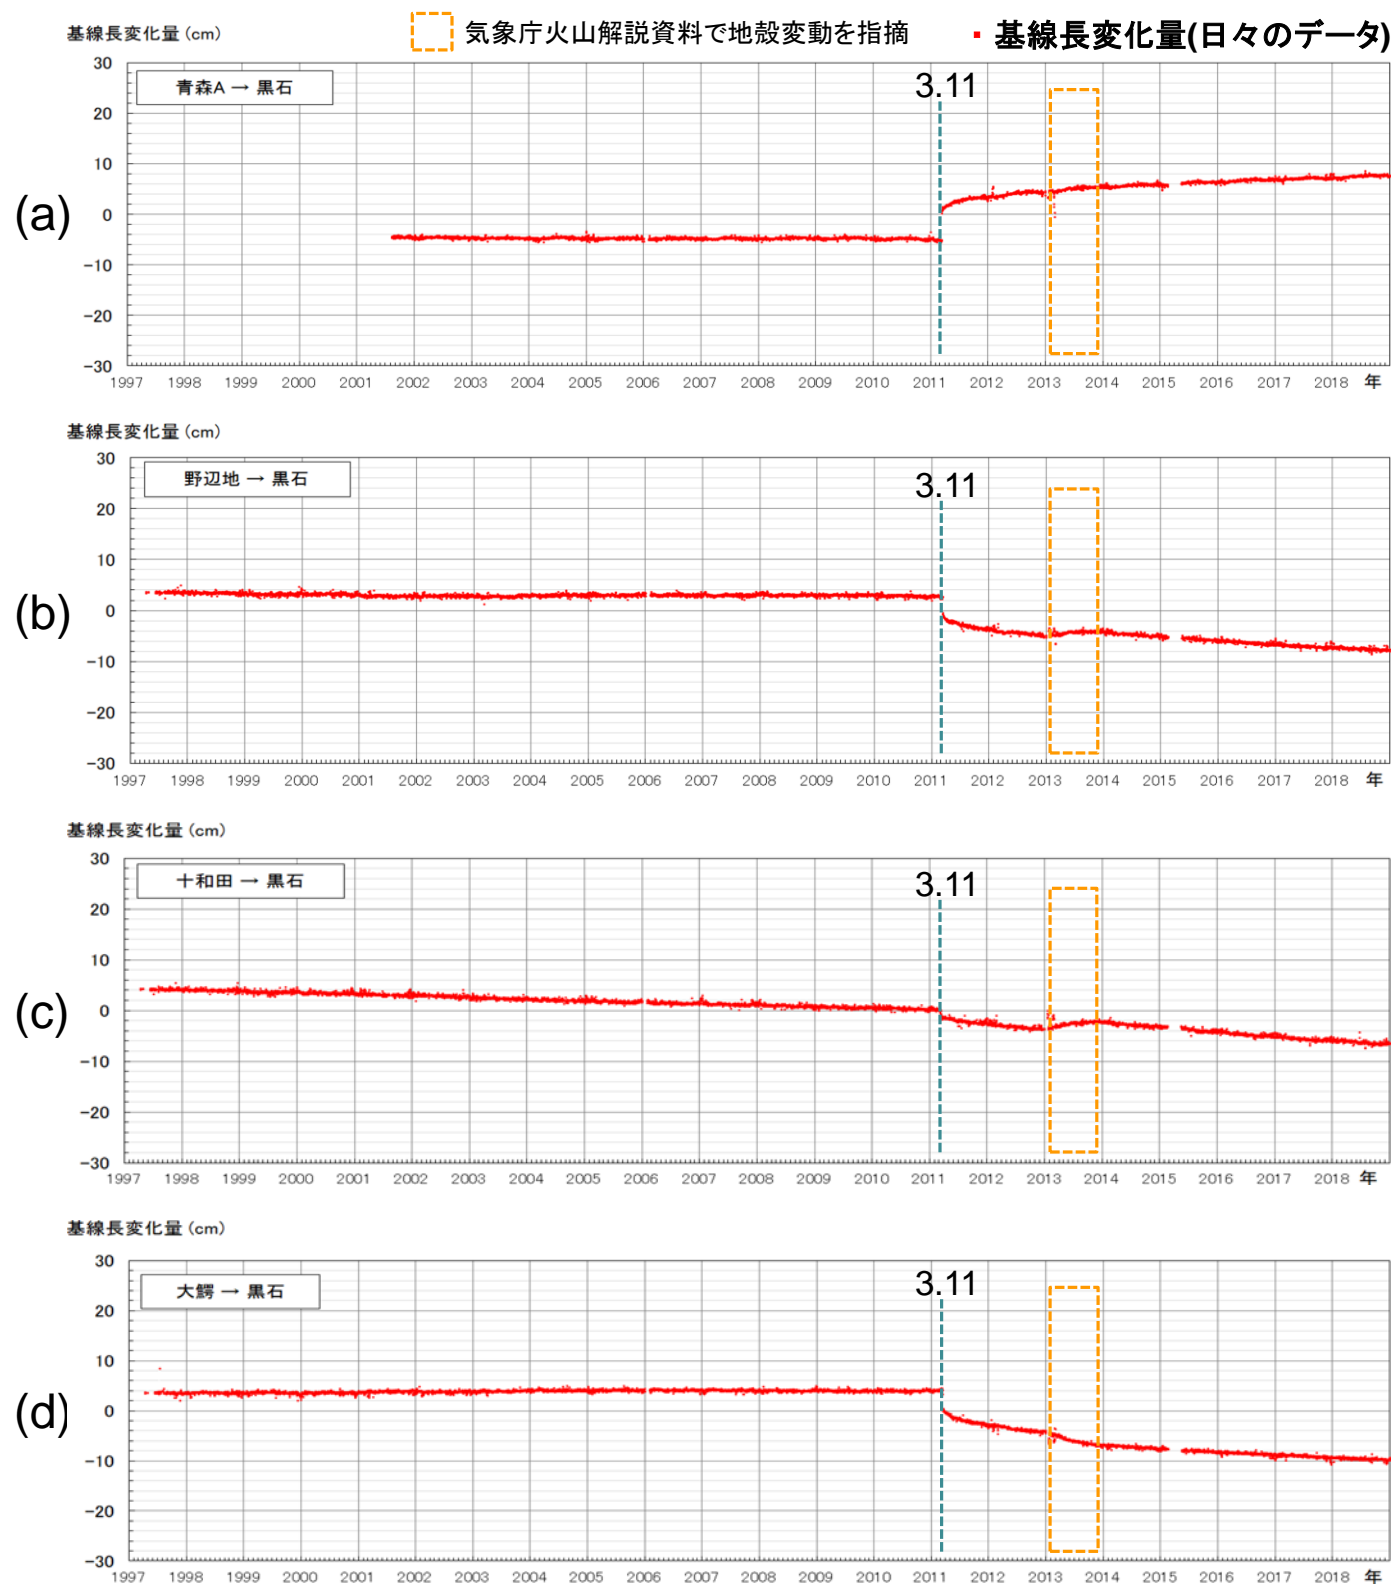 基線長変化量 (cm)
気象庁火山解説資料で地殻変動を指摘
基線長変化量(日々のデータ)
(a)
青森A → 黒石
3.11
30
20
10
0
-10
-20
-30
1997 1998 1999 2000 2001 2002 2003 2004 2005 2006 2007 2008 2009 2010 2011 2012 2013 2014 2015 2016 2017 2018 年
基線長変化量 (cm)
(b)
野辺地 → 黒石
3.11
30
20
10
0
-10
-20
-30
1997 1998 1999 2000 2001 2002 2003 2004 2005 2006 2007 2008 2009 2010 2011 2012 2013 2014 2015 2016 2017 2018 年
基線長変化量 (cm)
(c)
十和田 → 黒石
3.11
30
20
10
0
-10
-20
-30
1997 1998 1999 2000 2001 2002 2003 2004 2005 2006 2007 2008 2009 2010 2011 2012 2013 2014 2015 2016 2017 2018 年
基線長変化量 (cm)
(d)
大鰐 → 黒石
3.11
30
20
10
0
-10
-20
-30
1997 1998 1999 2000 2001 2002 2003 2004 2005 2006 2007 2008 2009 2010 2011 2012 2013 2014 2015 2016 2017 2018 年